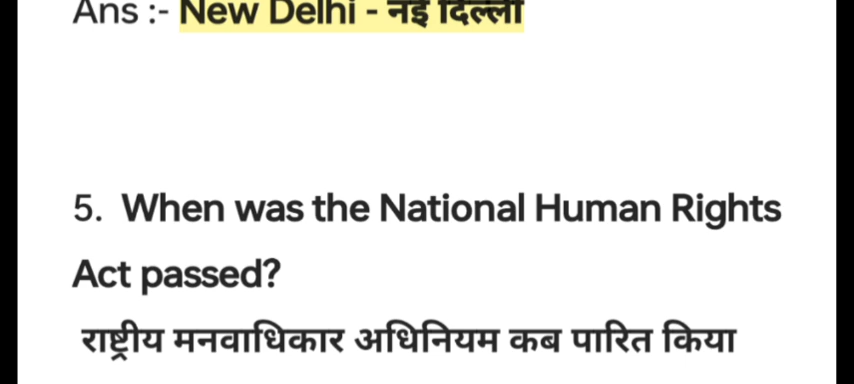 Ans :- New Delhi - नई दिल्ली
5. When was the National Human Rights
Act passed?
राष्ट्रीय मनवाधिकार अधिनियम कब पारित किया